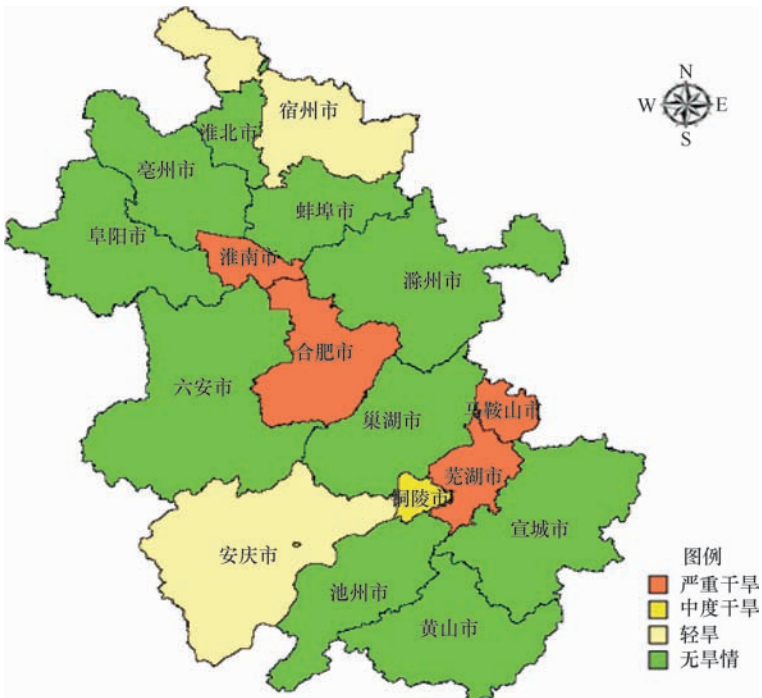 N
W
E
S
宿州市
淮北市
亳州市
蚌埠市
阜阳市
淮南市
滁州市
合肥市
六安市
马鞍山市
巢湖市
芜湖市
铜陵市
宣城市
安庆市
池州市
黄山市
图例
严重干旱
中度干旱
轻旱
无旱情